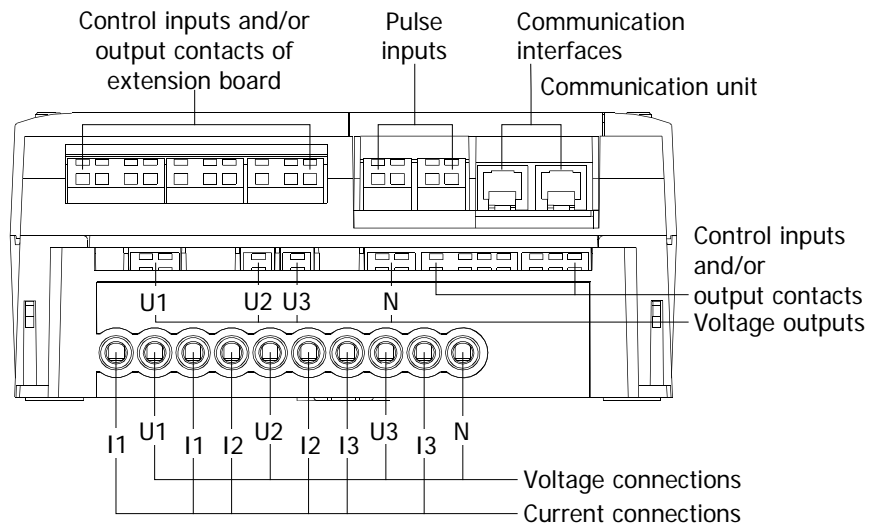 Control inputs and/or
output contacts of
extension board
Pulse
inputs
Communication
interfaces
Communication unit
Control inputs
and/or
output contacts
U1 U2 U3 N
Voltage outputs
I1 U1 I1 I2 U2 I2 I3 U3 I3 N
Voltage connections
Current connections